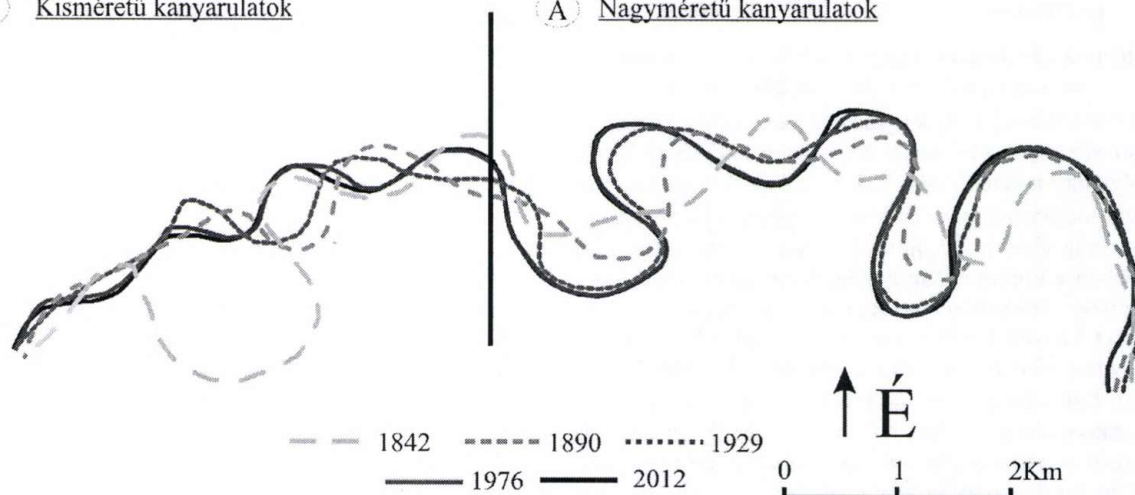 Kisméretű kanyarulatok
A Nagyméretű kanyarulatok
É
1842 1890 1929
1976 2012
0 1 2Km